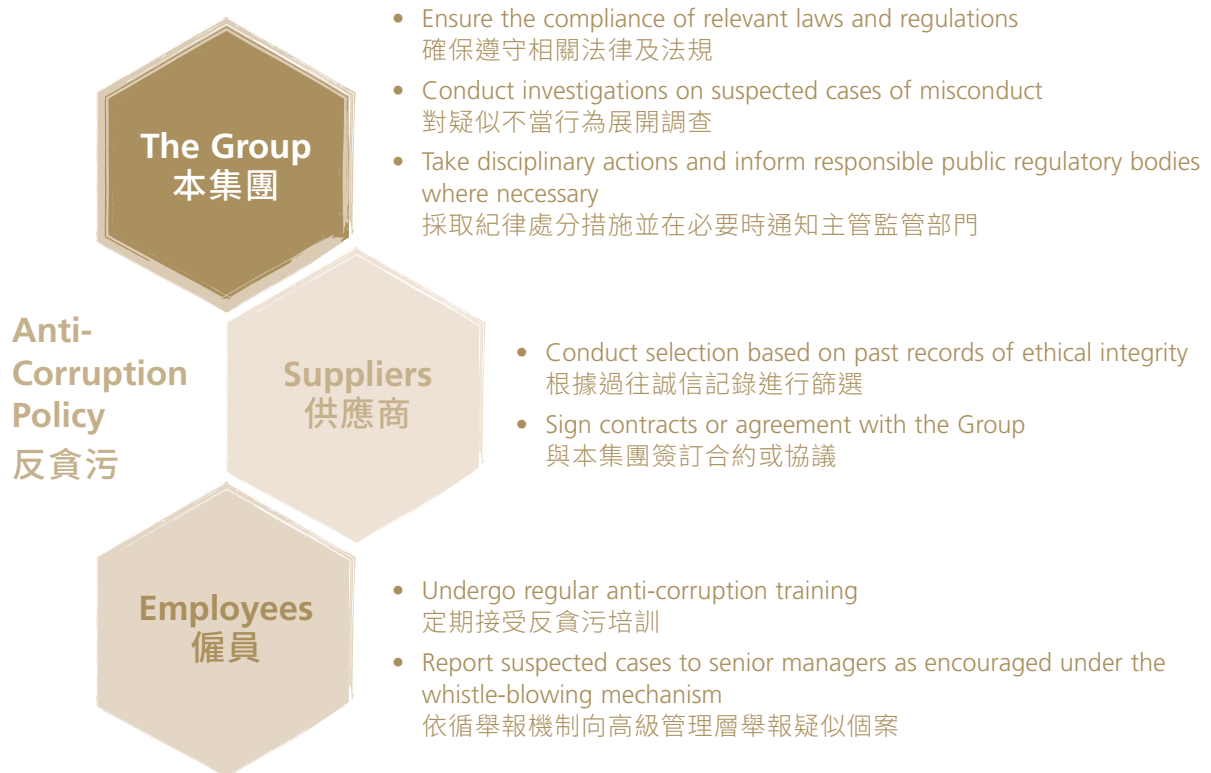 Anti-
Corruption
Policy
反貪污
The Group
本集團
• Ensure the compliance of relevant laws and regulations
確保遵守相關法律及法規
• Conduct investigations on suspected cases of misconduct
對疑似不當行為展開調查
• Take disciplinary actions and inform responsible public regulatory bodies
where necessary
採取紀律處分措施並在必要時通知主管監管部門
Suppliers
供應商
• Conduct selection based on past records of ethical integrity
根據過往誠信記錄進行篩選
• Sign contracts or agreement with the Group
與本集團簽訂合約或協議
Employees
僱員
• Undergo regular anti-corruption training
定期接受反貪污培訓
• Report suspected cases to senior managers as encouraged under the
whistle-blowing mechanism
依循舉報機制向高級管理層舉報疑似個案